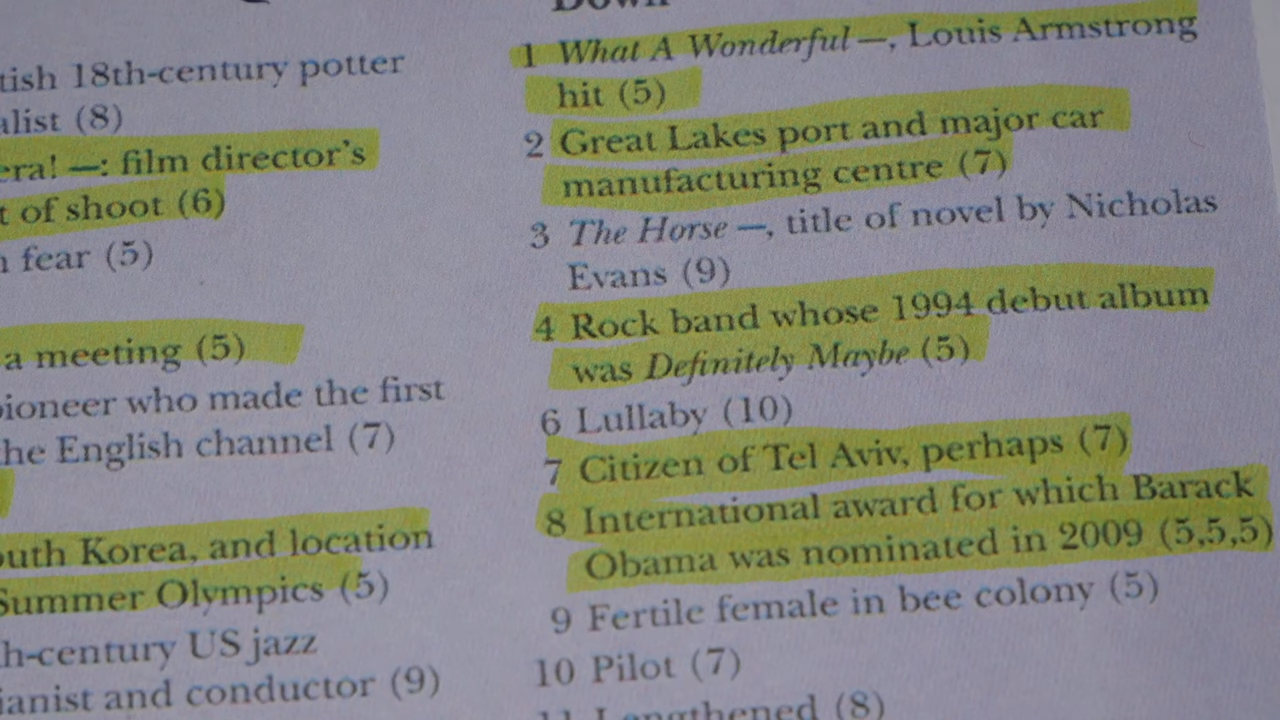 tish 18th-century potter
alist (8)
era! —: film director's
t of shoot (6)
n fear (5)
a meeting (5)
pioneer who made the first
the English channel (7)
outh Korea, and location
Summer Olympics (5)
h-century US jazz
ianist and conductor (9)
Down
1 What A Wonderful —, Louis Armstrong
hit (5)
2 Great Lakes port and major car
manufacturing centre (7)
3 The Horse —, title of novel by Nicholas
Evans (9)
4 Rock band whose 1994 debut album
was Definitely Maybe (5)
6 Lullaby (10)
7 Citizen of Tel Aviv, perhaps (7)
8 International award for which Barack
Obama was nominated in 2009 (5,5,5)
9 Fertile female in bee colony (5)
10 Pilot (7)
11 Lengthened (8)